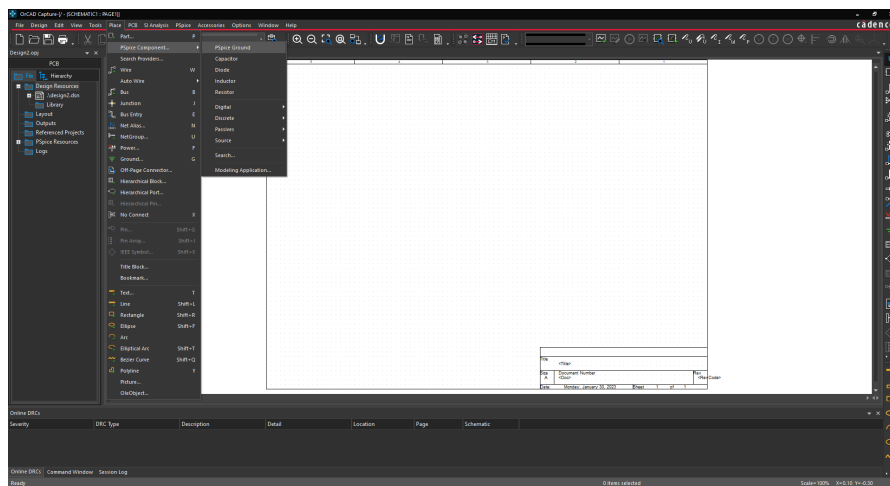 OrCAD Capture-[/ - (SCHEMATIC1 : PAGE1)]
File Design Edit View Tools Place PCB SI Analysis PSpice Accessories Options Window Help
cadence
Design2.opj
PCB
File Hierarchy
Design Resources
.\design2.dsn
Library
Layout
Outputs
Referenced Projects
PSpice Resources
Logs
Part... P
PSpice Component...
Search Providers...
Wire W
Auto Wire
Bus B
Junction J
Bus Entry E
Net Alias... N
NetGroup... U
Power... F
Ground... G
Off-Page Connector...
Hierarchical Block...
Hierarchical Port...
Hierarchical Pin...
No Connect X
Pin...
Pin Array...
IEEE Symbol...
Title Block...
Bookmark...
Text... T
Line Shift+L
Rectangle Shift+R
Ellipse Shift+F
Arc
Elliptical Arc Shift+T
Bezier Curve Shift+Q
Polyline Y
Picture...
OleObject...
PSpice Ground
Capacitor
Diode
Inductor
Resistor
Digital
Discrete
Passives
Source
Search...
Modeling Application...
Title
<Title>
Size Document Number Rev
A <Doc> <RevCode>
Date: Monday, January 30, 2023 Sheet 1 of 1
Online DRCs
Severity DRC Type Description Detail Location Page Schematic
Online DRCs Command Window Session Log
Ready 0 items selected Scale=100% X=0.10 Y=-0.30